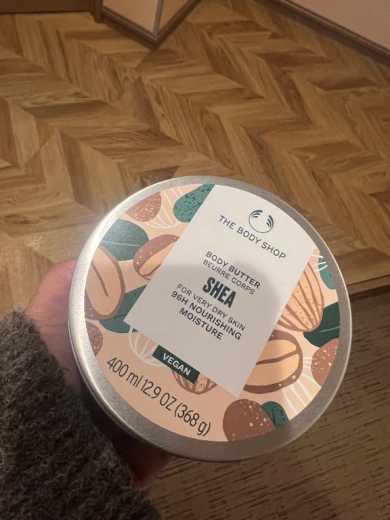 THE BODY SHOP
BODY BUTTER
BEURRE CORPS
SHEA
FOR VERY DRY SKIN
96H NOURISHING
MOISTURE
VEGAN
400 ml 12.9 OZ (368 g)